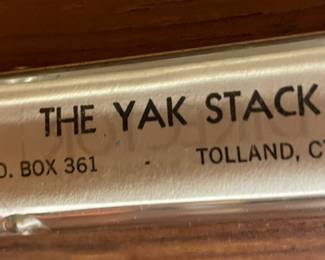 THE YAK STACK
O. BOX 361 - TOLLAND, CT